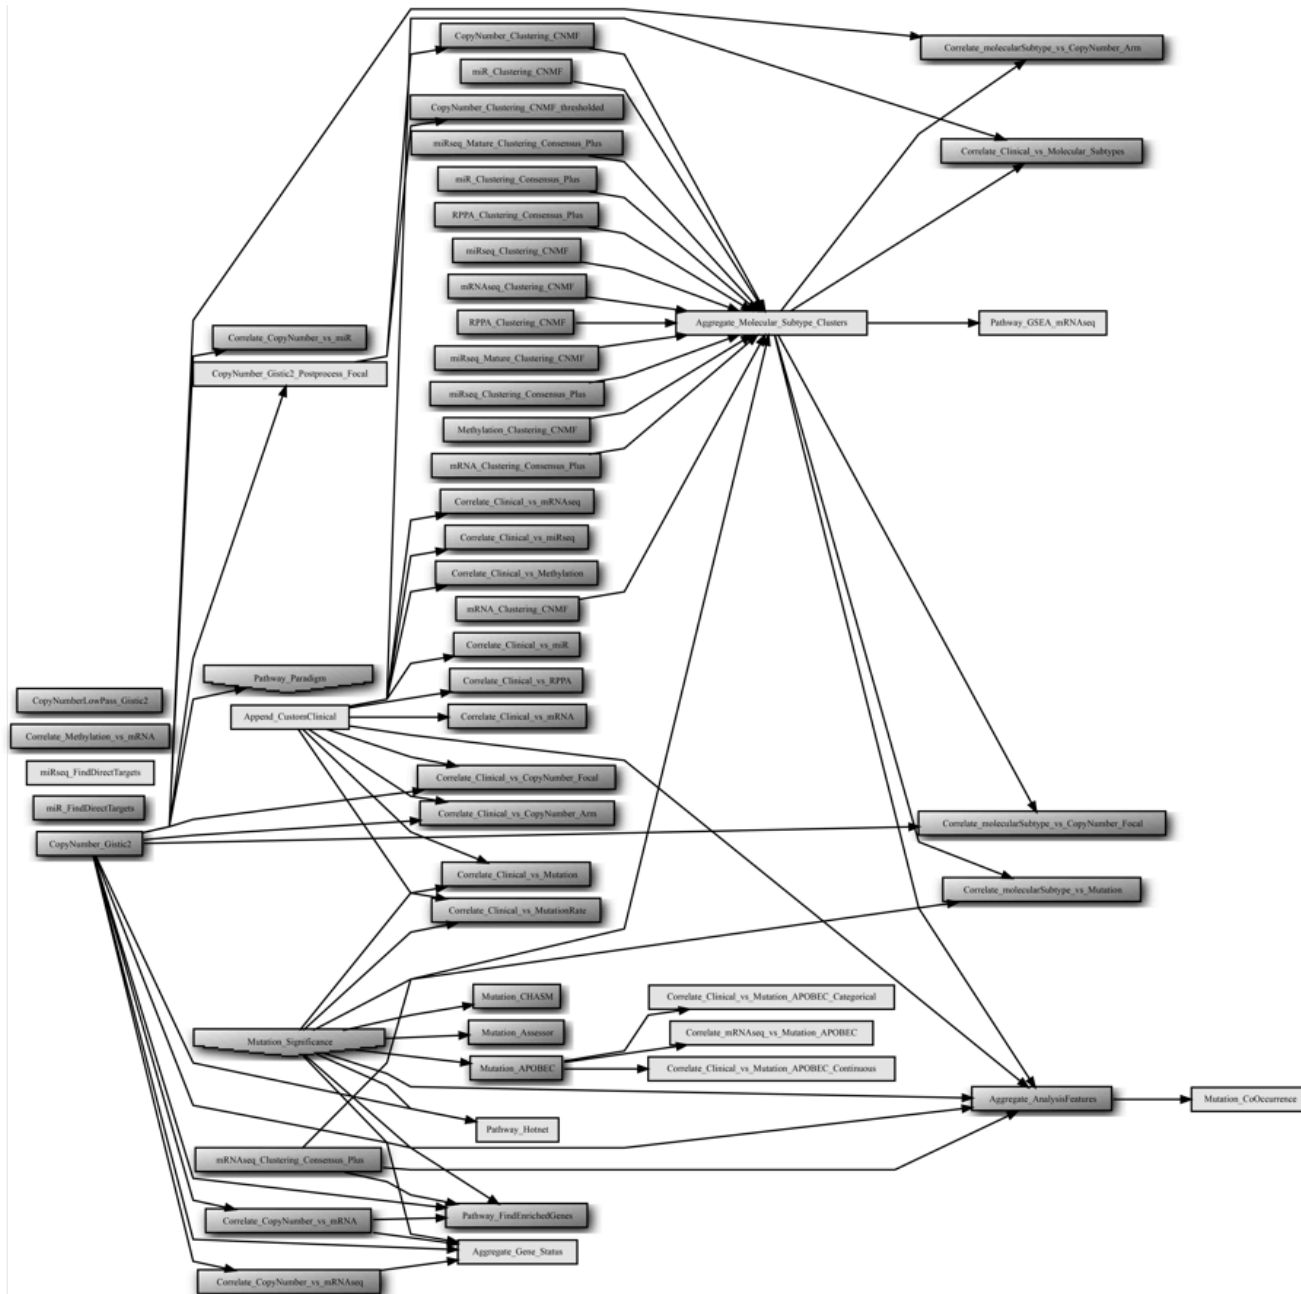 CopyNumber_Clustering_CNMF
Correlate_molecularSubtype_vs_CopyNumber_Arm
miR_Clustering_CNMF
CopyNumber_Clustering_CNMF_thresholded
miRseq_Mature_Clustering_Consensus_Plus
Correlate_Clinical_vs_Molecular_Subtypes
miR_Clustering_Consensus_Plus
RPPA_Clustering_Consensus_Plus
miRseq_Clustering_CNMF
mRNAseq_Clustering_CNMF
RPPA_Clustering_CNMF
Aggregate_Molecular_Subtype_Clusters
Pathway_GSEA_mRNAseq
Correlate_CopyNumber_vs_miR
miRseq_Mature_Clustering_CNMF
CopyNumber_Gistic2_Postprocess_Focal
miRseq_Clustering_Consensus_Plus
Methylation_Clustering_CNMF
mRNA_Clustering_Consensus_Plus
Correlate_Clinical_vs_mRNAseq
Correlate_Clinical_vs_miRseq
Correlate_Clinical_vs_Methylation
mRNA_Clustering_CNMF
Correlate_Clinical_vs_miR
Pathway_Paradigm
Correlate_Clinical_vs_RPPA
CopyNumberLowPass_Gistic2
Append_CustomClinical
Correlate_Clinical_vs_mRNA
Correlate_Methylation_vs_mRNA
miRseq_FindDirectTargets
Correlate_Clinical_vs_CopyNumber_Focal
miR_FindDirectTargets
Correlate_Clinical_vs_CopyNumber_Arm
Correlate_molecularSubtype_vs_CopyNumber_Focal
CopyNumber_Gistic2
Correlate_Clinical_vs_Mutation
Correlate_molecularSubtype_vs_Mutation
Correlate_Clinical_vs_MutationRate
Mutation_CHASM
Correlate_Clinical_vs_Mutation_APOBEC_Categorical
Mutation_Significance
Mutation_Assessor
Correlate_mRNAseq_vs_Mutation_APOBEC
Mutation_APOBEC
Correlate_Clinical_vs_Mutation_APOBEC_Continuous
Aggregate_AnalysisFeatures
Mutation_CoOccurrence
Pathway_Hotnet
mRNAseq_Clustering_Consensus_Plus
Correlate_CopyNumber_vs_mRNA
Pathway_FindEnrichedGenes
Aggregate_Gene_Status
Correlate_CopyNumber_vs_mRNAseq